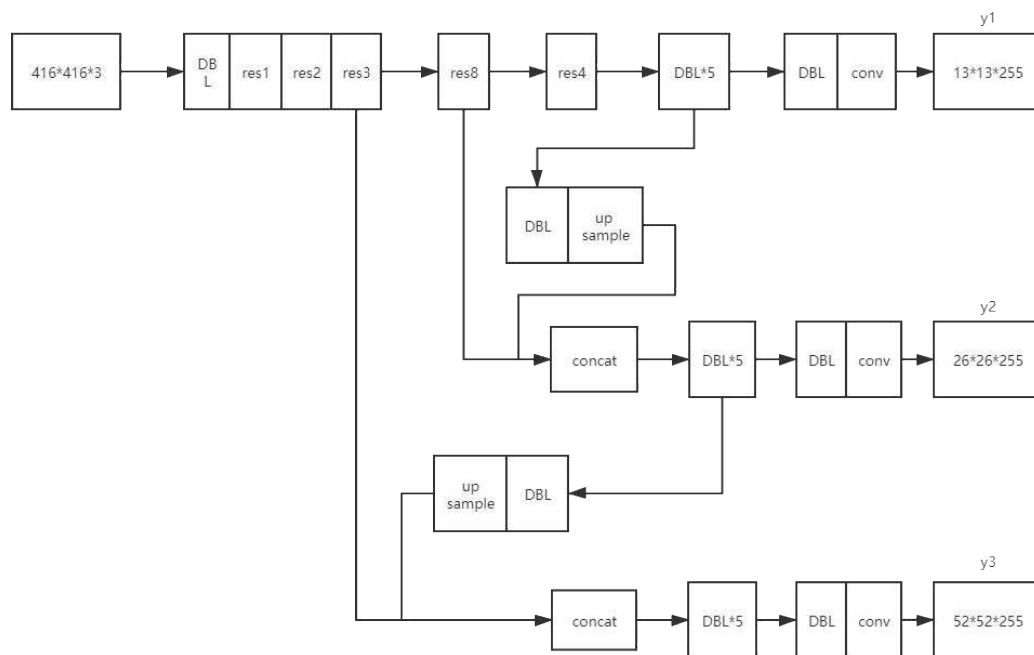 y1
416*416*3
DB
L
res1
res2
res3
res8
res4
DBL*5
DBL
conv
13*13*255
DBL
up
sample
y2
concat
DBL*5
DBL
conv
26*26*255
up
sample
DBL
y3
concat
DBL*5
DBL
conv
52*52*255